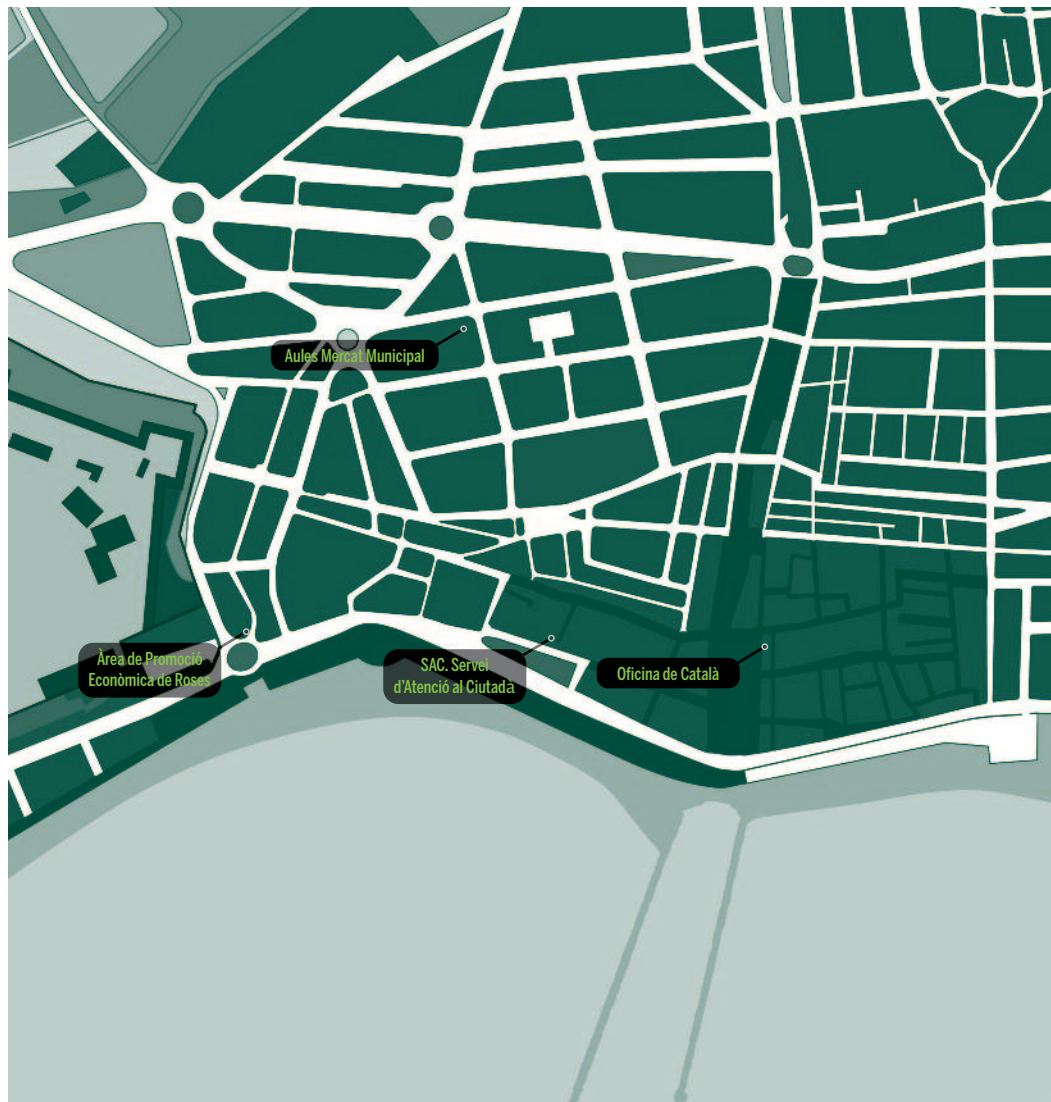 Aules Mercat Municipal
Àrea de Promoció
Econòmica de Roses
SAC. Servei
d'Atenció al Ciutadà
Oficina de Català